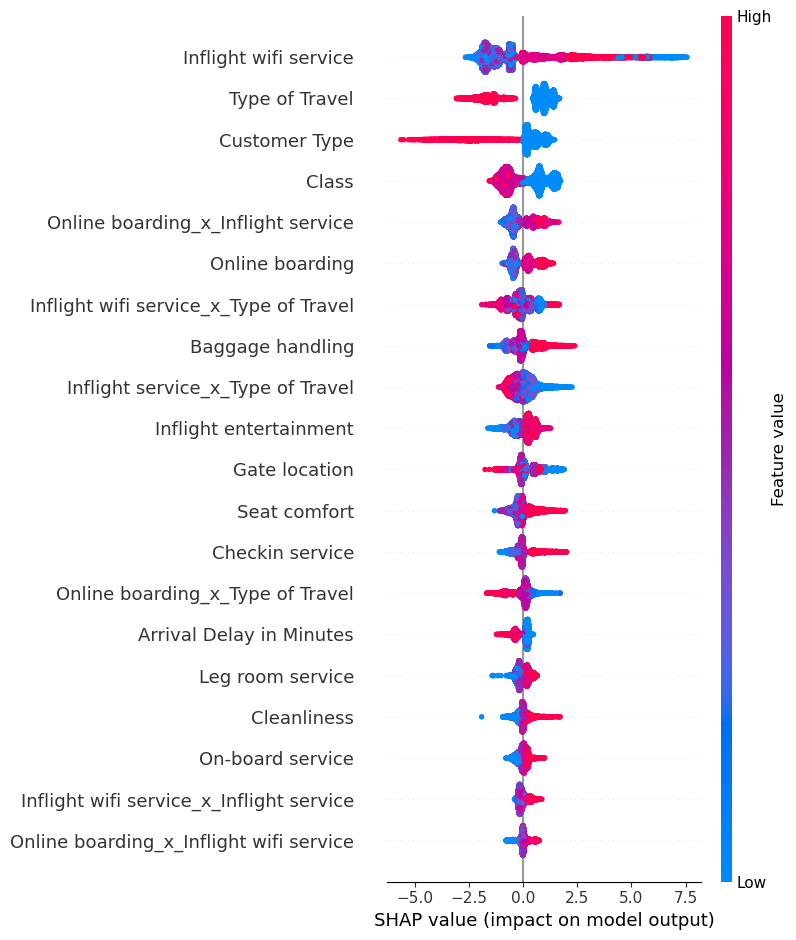 High
Inflight wifi service
Type of Travel
Customer Type
Class
Online boarding_x_Inflight service
Online boarding
Inflight wifi service_x_Type of Travel
Baggage handling
Inflight service_x_Type of Travel
Inflight entertainment
Gate location
Seat comfort
Checkin service
Online boarding_x_Type of Travel
Arrival Delay in Minutes
Leg room service
Cleanliness
On-board service
Inflight wifi service_x_Inflight service
Online boarding_x_Inflight wifi service
Feature value
Low
−5.0 −2.5 0.0 2.5 5.0 7.5
SHAP value (impact on model output)